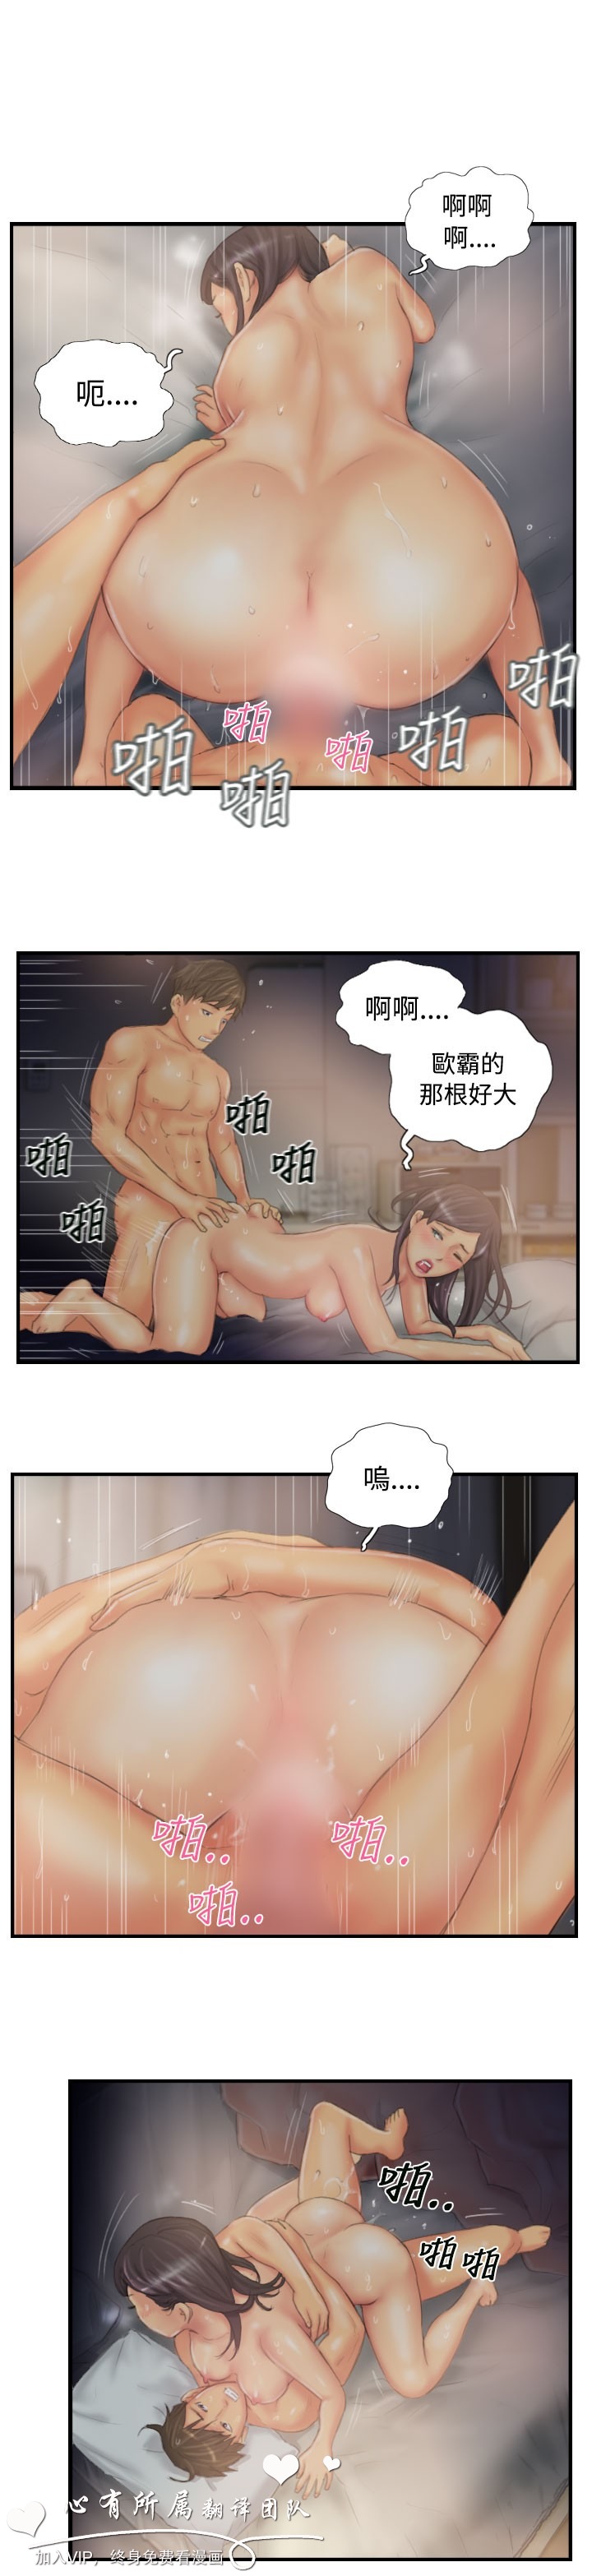 啊啊
啊....
呃....
啪
啪
啪
啪
啪
啪
啊啊....
歐霸的
那根好大
啪
啪
啪
啪
嗚....
啪..
啪..
啪..
啪..
啪 啪
心有所属翻译团队
加入VIP，终身免费看漫画